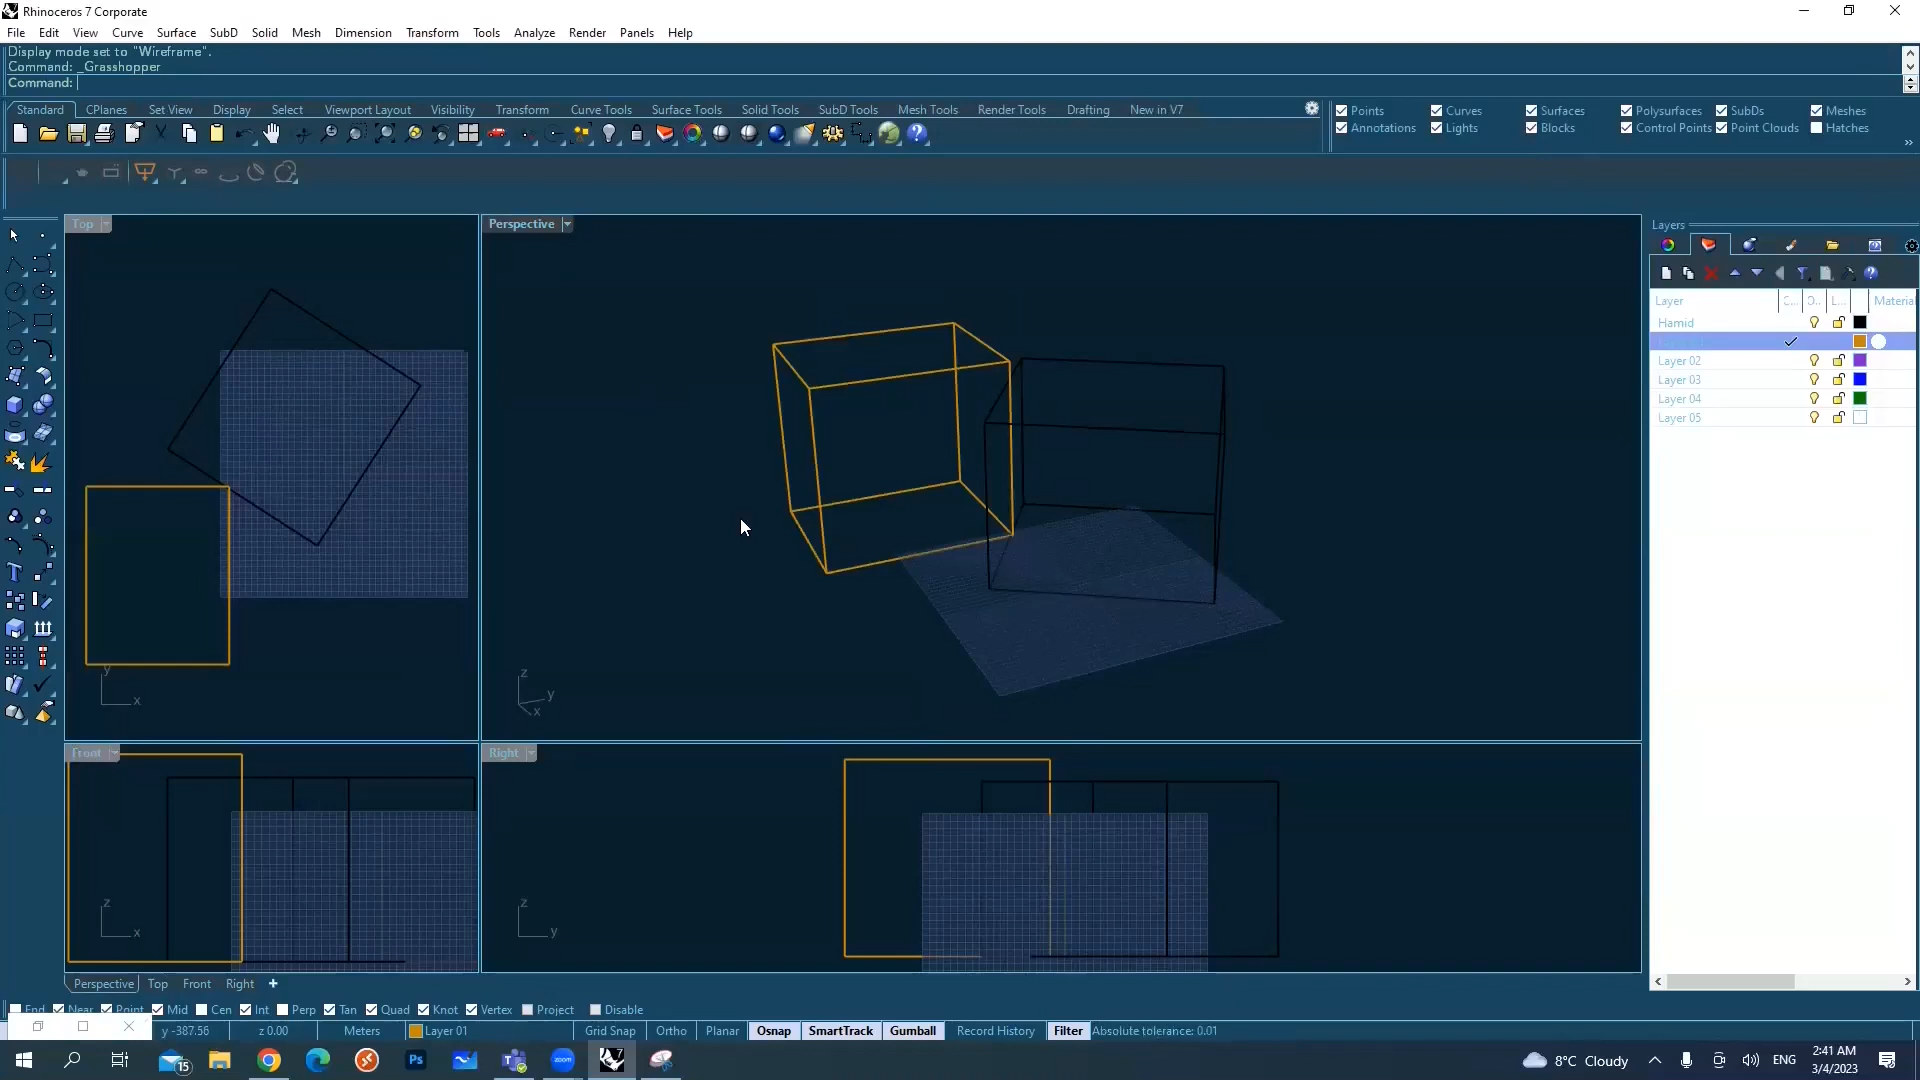 Rhinoceros 7 Corporate
File Edit View Curve Surface SubD Solid Mesh Dimension Transform Tools Analyze Render Panels Help
Display mode set to "Wireframe".
Command: _Grasshopper
Command:
Standard CPlanes Set View Display Select Viewport Layout Visibility Transform Curve Tools Surface Tools Solid Tools SubD Tools Mesh Tools Render Tools Drafting New in V7
Points Curves Surfaces Polysurfaces SubDs Meshes
Annotations Lights Blocks Control Points Point Clouds Hatches
Top
Perspective
Layers
Layer C... O.. L... Material
Hamid
Layer 02
Layer 03
Layer 04
Layer 05
y
x
z
y
x
Front
Right
z
x
z
y
Perspective Top Front Right
End Near Point Mid Cen Int Perp Tan Quad Knot Vertex Project Disable
y -387.56 z 0.00 Meters Layer 01 Grid Snap Ortho Planar Osnap SmartTrack Gumball Record History Filter Absolute tolerance: 0.01
15
Ps
zoom
7
8°C Cloudy
ENG
2:41 AM
3/4/2023